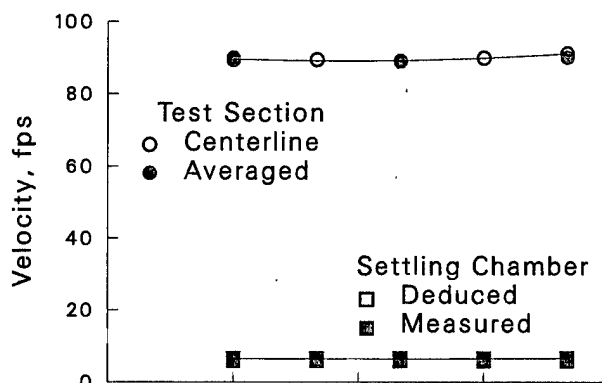 100
80
60
40
20
0
Velocity, fps
Test Section
Centerline
Averaged
Settling Chamber
Deduced
Measured